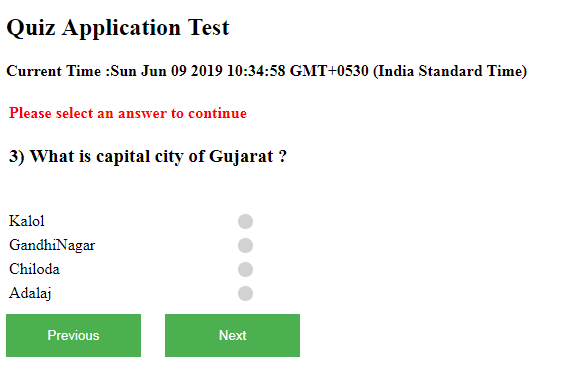 Quiz Application Test
Current Time :Sun Jun 09 2019 10:34:58 GMT+0530 (India Standard Time)
Please select an answer to continue
3) What is capital city of Gujarat ?
Kalol
GandhiNagar
Chiloda
Adalaj
Previous Next